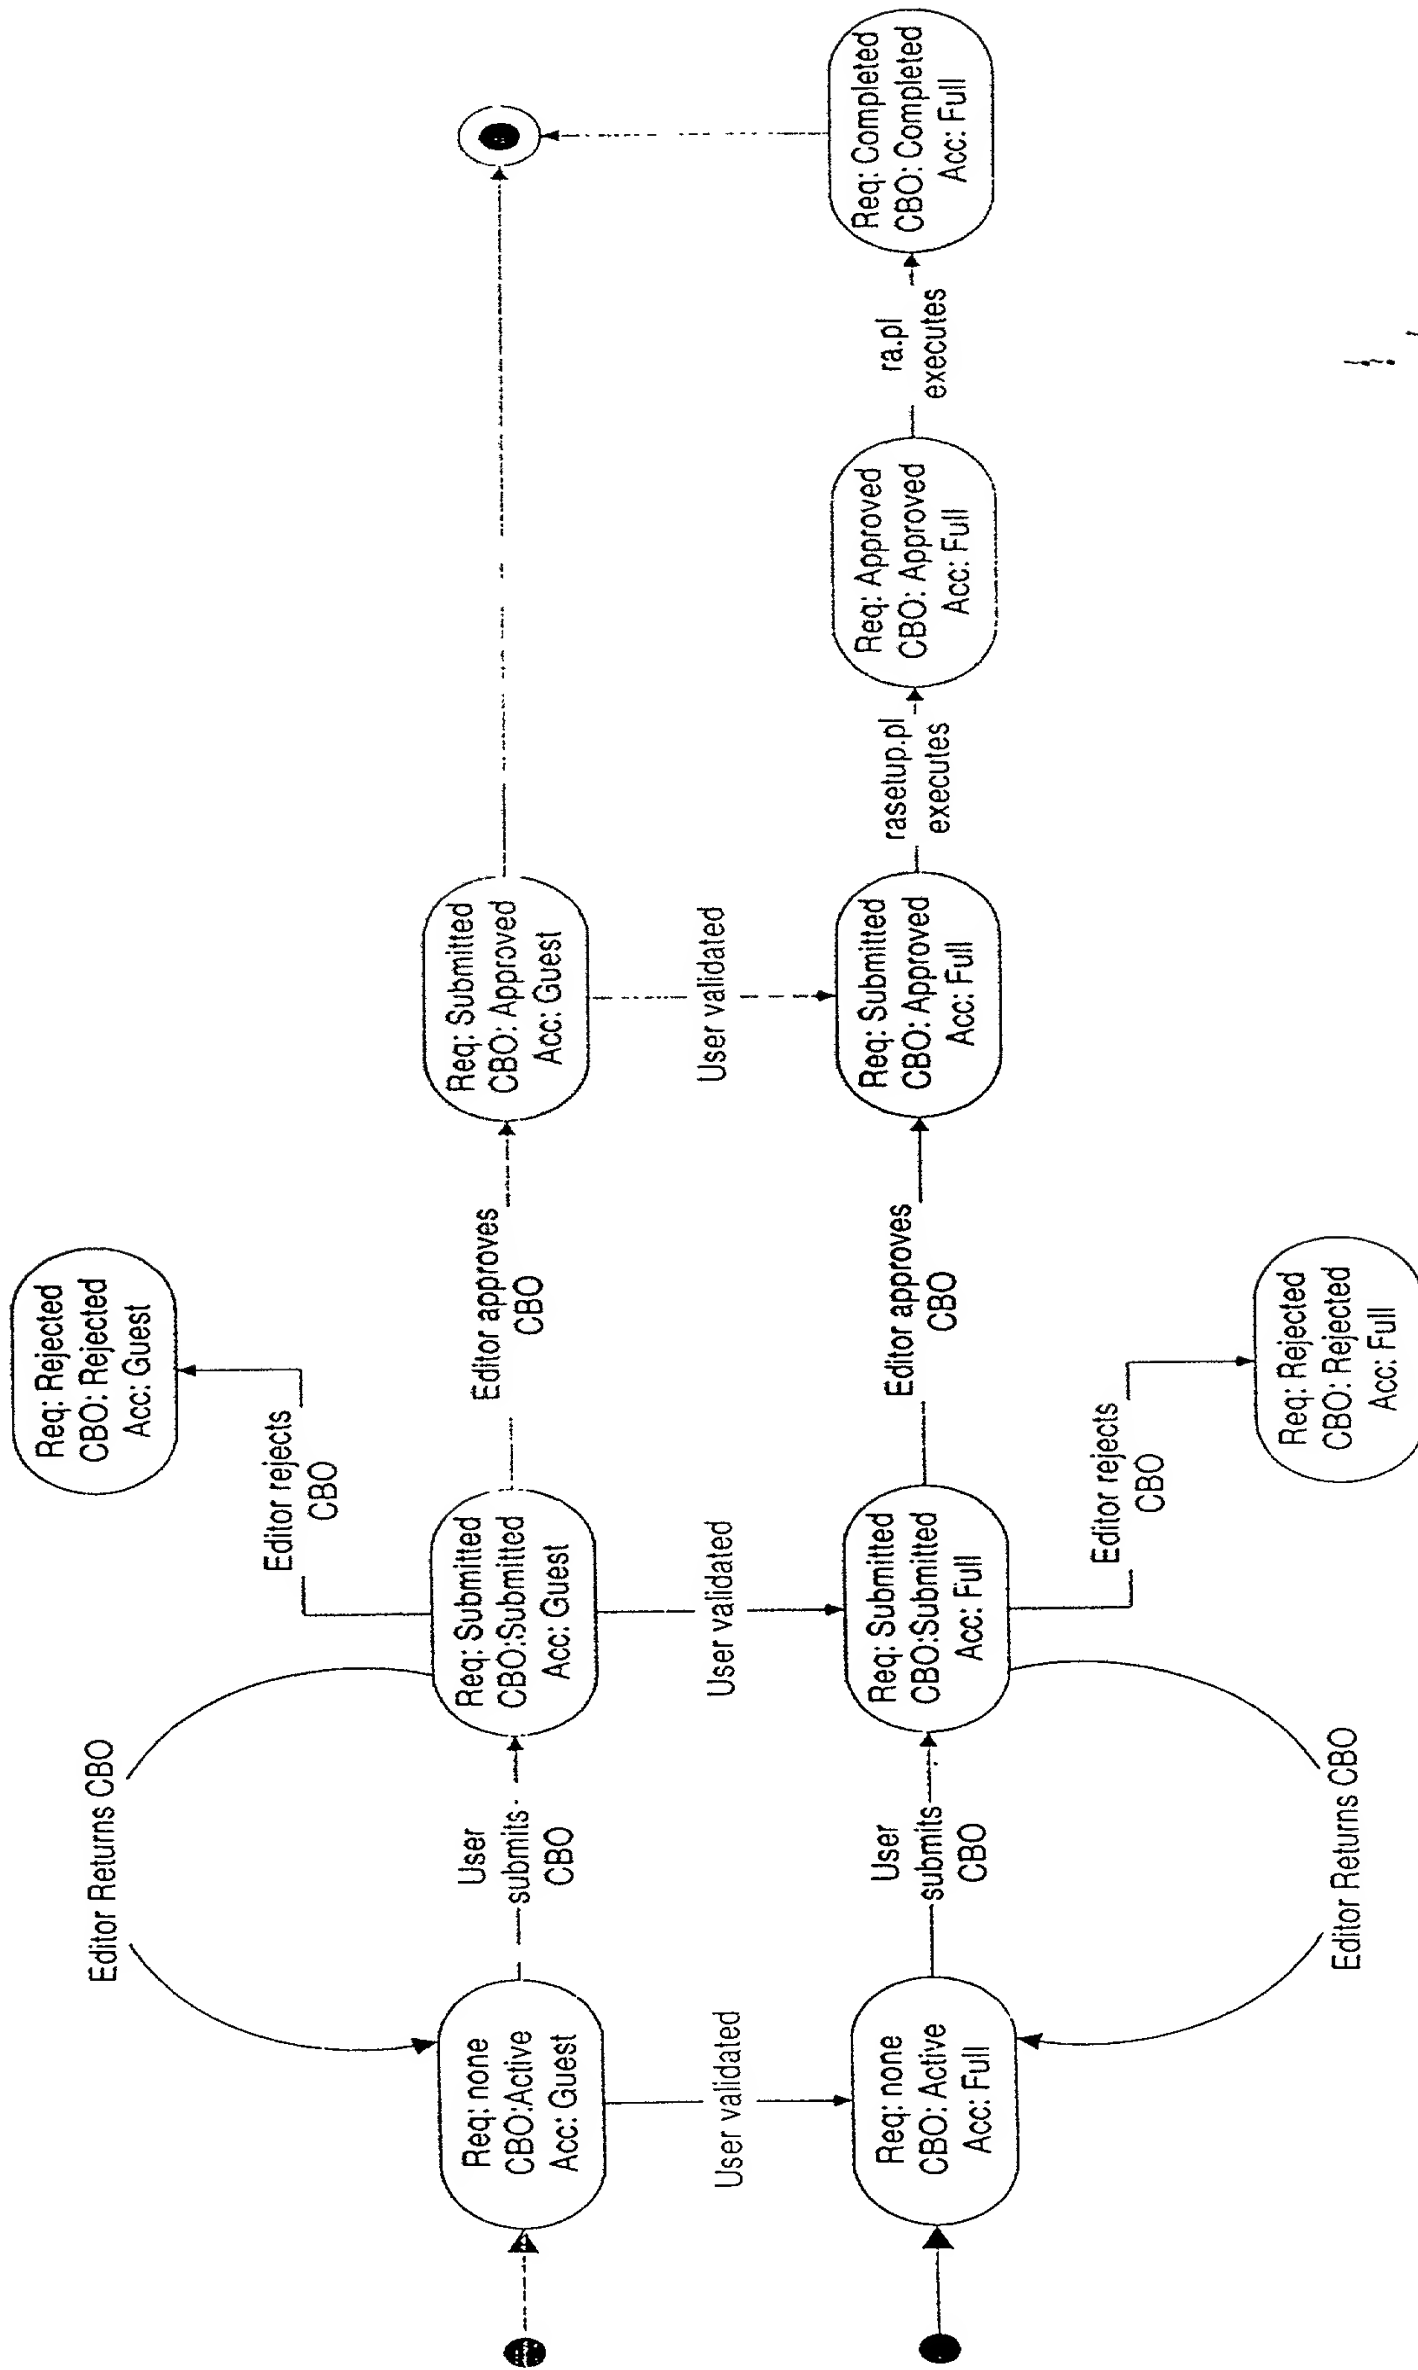 Req: Rejected
CBO: Rejected
Acc: Guest
Editor rejects
CBO
Editor Returns CBO
Req: none
CBO:Active
Acc: Guest
User
submits
CBO
Req: Submitted
CBO:Submitted
Acc: Guest
Editor approves
CBO
Req: Submitted
CBO: Approved
Acc: Guest
User validated
User validated
User validated
Req: none
CBO: Active
Acc: Full
User
submits
CBO
Req: Submitted
CBO:Submitted
Acc: Full
Editor approves
CBO
Req: Submitted
CBO: Approved
Acc: Full
rasetup.pl
executes
Req: Approved
CBO: Approved
Acc: Full
ra.pl
executes
Req: Completed
CBO: Completed
Acc: Full
Editor rejects
CBO
Editor Returns CBO
Req: Rejected
CBO: Rejected
Acc: Full